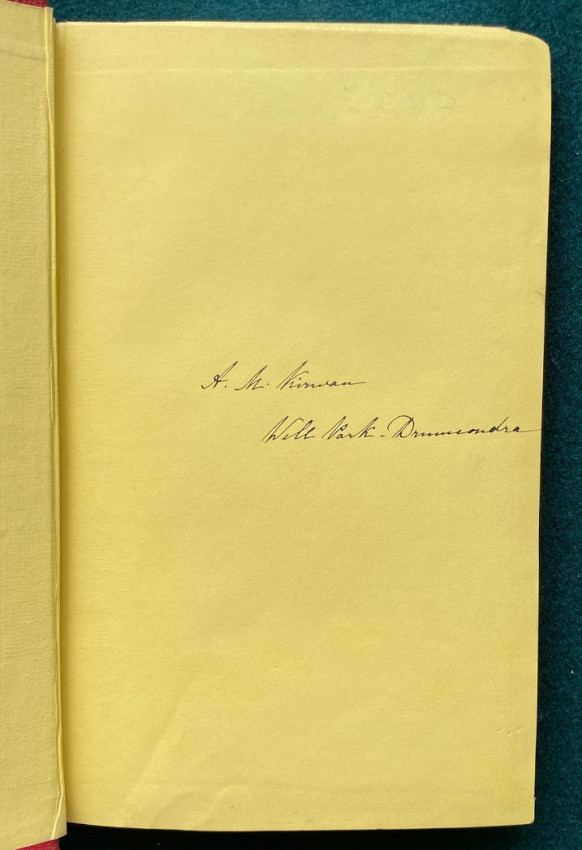 A. M. Kirwan
Well Park - Drumcondra